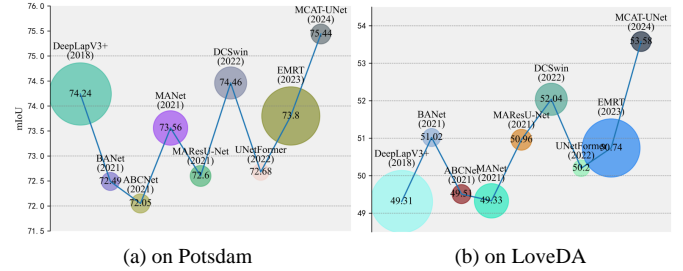 76.0
75.5
75.0
74.5
74.0
73.5
73.0
72.5
72.0
71.5
mIoU
DeepLapV3+
(2018)
74.24
BANet
(2021)
72.49
ABCNet
(2021)
72.05
MANet
(2021)
73.56
MAResU-Net
(2021)
72.6
DCSwin
(2022)
74.46
UNetFormer
(2022)
72.68
EMRT
(2023)
73.8
MCAT-UNet
(2024)
75.44
(a) on Potsdam
54
53
52
51
50
49
DeepLapV3+
(2018)
49.31
BANet
(2021)
51.02
ABCNet
(2021)
49.51
MANet
(2021)
49.33
MAResU-Net
(2021)
50.96
DCSwin
(2022)
52.04
UNetFormer
(2022)
50.2
EMRT
(2023)
50.74
MCAT-UNet
(2024)
53.58
(b) on LoveDA